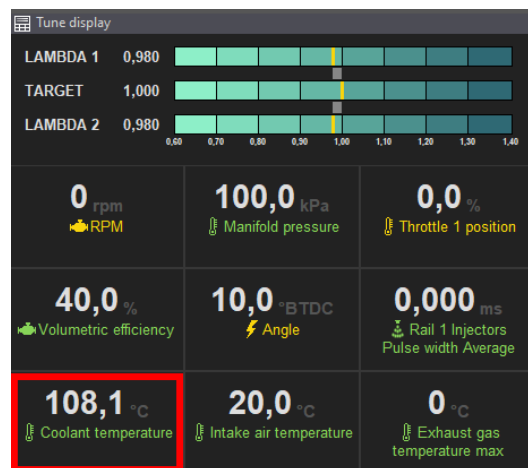 Tune display
LAMBDA 1 0,980
TARGET 1,000
LAMBDA 2 0,980
0,60 0,70 0,80 0,90 1,00 1,10 1,20 1,30 1,40
0 rpm
RPM
100,0 kPa
Manifold pressure
0,0 %
Throttle 1 position
40,0 %
Volumetric efficiency
10,0 °BTDC
Angle
0,000 ms
Rail 1 Injectors
Pulse width Average
108,1 °C
Coolant temperature
20,0 °C
Intake air temperature
0 °C
Exhaust gas
temperature max